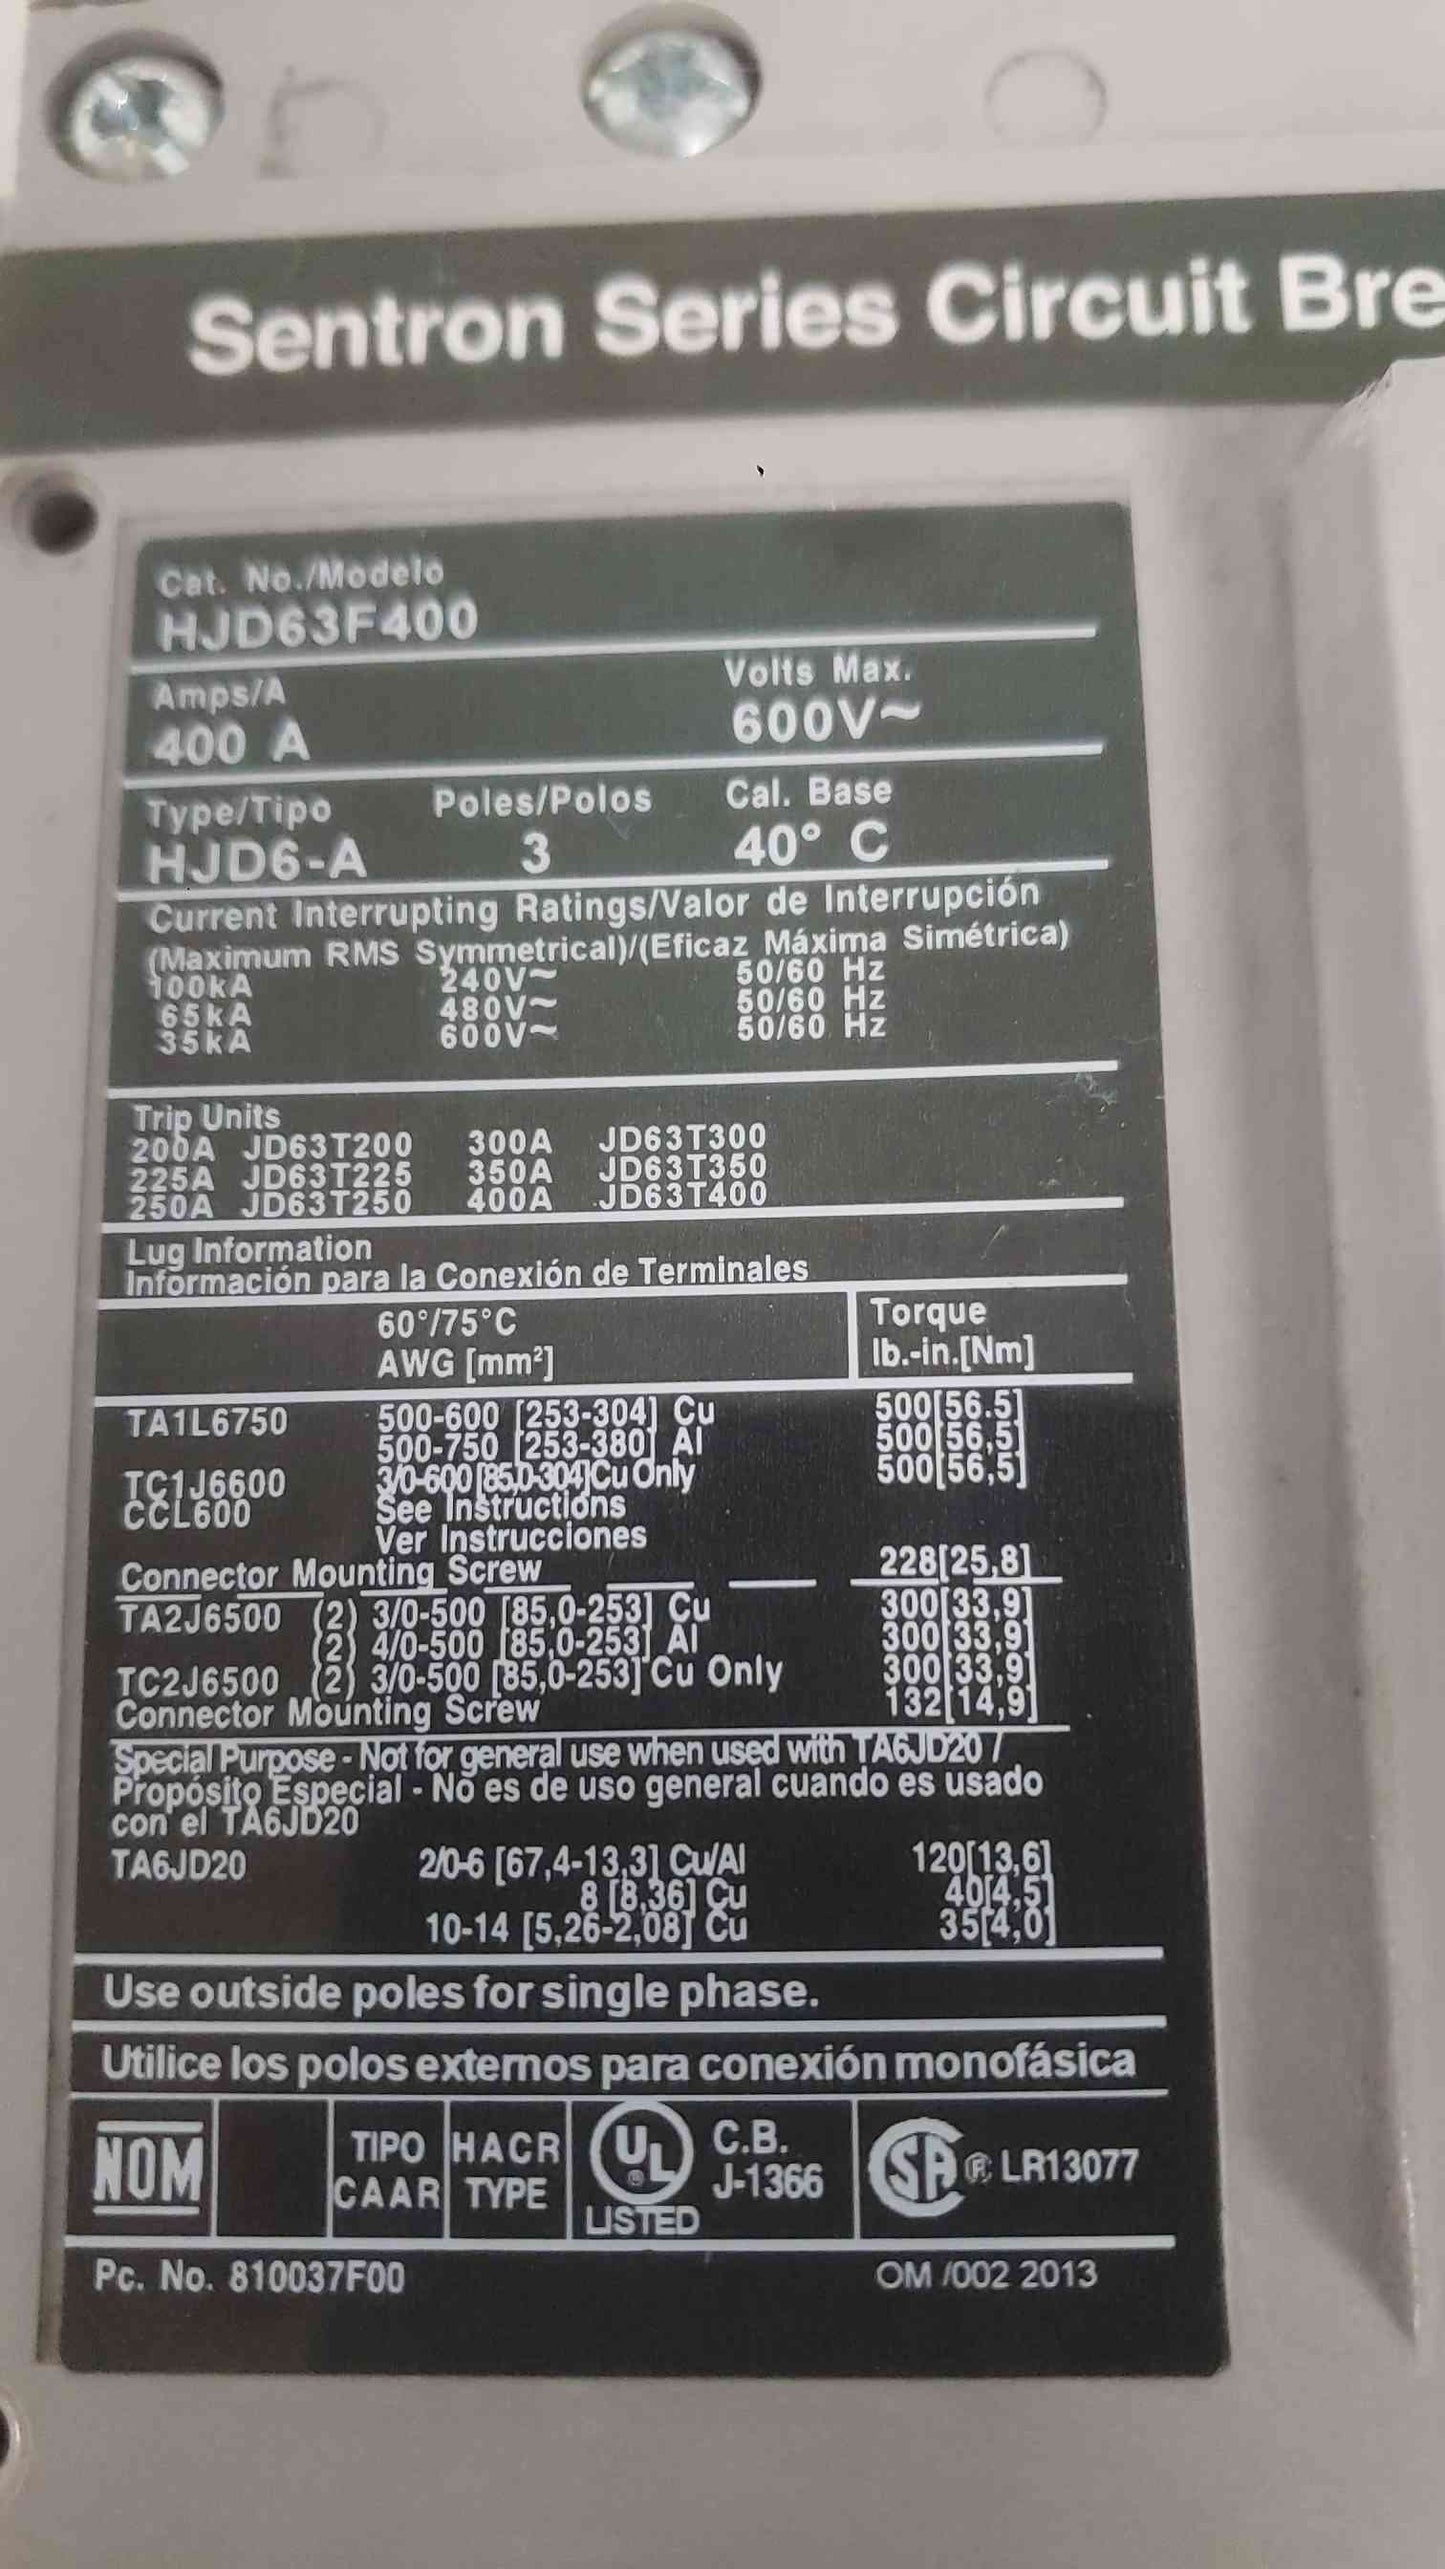 Sentron Series Circuit Bre
Cat. No./Modelo
HJD63F400
Amps/A Volts Max.
400 A 600V~
Type/Tipo Poles/Polos Cal. Base
HJD6-A 3 40° C
Current Interrupting Ratings/Valor de Interrupción
(Maximum RMS Symmetrical)/(Eficaz Máxima Simétrica)
100kA 240V~ 50/60 Hz
65kA 480V~ 50/60 Hz
35kA 600V~ 50/60 Hz
Trip Units
200A JD63T200 300A JD63T300
225A JD63T225 350A JD63T350
250A JD63T250 400A JD63T400
Lug Information
Información para la Conexión de Terminales
60°/75°C Torque
AWG [mm²] lb.-in.[Nm]
TA1L6750 500-600 [253-304] Cu 500[56.5]
500-750 [253-380] Al 500[56,5]
TC1J6600 3/0-600[85,0-304]Cu Only 500[56,5]
CCL600 See Instructions
Ver Instrucciones
Connector Mounting Screw 228[25,8]
TA2J6500 (2) 3/0-500 [85,0-253] Cu 300[33,9]
(2) 4/0-500 [85,0-253] Al 300[33,9]
TC2J6500 (2) 3/0-500 [85,0-253] Cu Only 300[33,9]
Connector Mounting Screw 132[14,9]
Special Purpose - Not for general use when used with TA6JD20 /
Propósito Especial - No es de uso general cuando es usado
con el TA6JD20
TA6JD20 2/0-6 [67,4-13,3] Cu/Al 120[13,6]
8 [8,36] Cu 40[4,5]
10-14 [5,26-2,08] Cu 35[4,0]
Use outside poles for single phase.
Utilice los polos externos para conexión monofásica
NOM TIPO CAAR HACR TYPE UL ® LISTED C.B. J-1366 SA ® LR13077
Pc. No. 810037F00 OM /002 2013